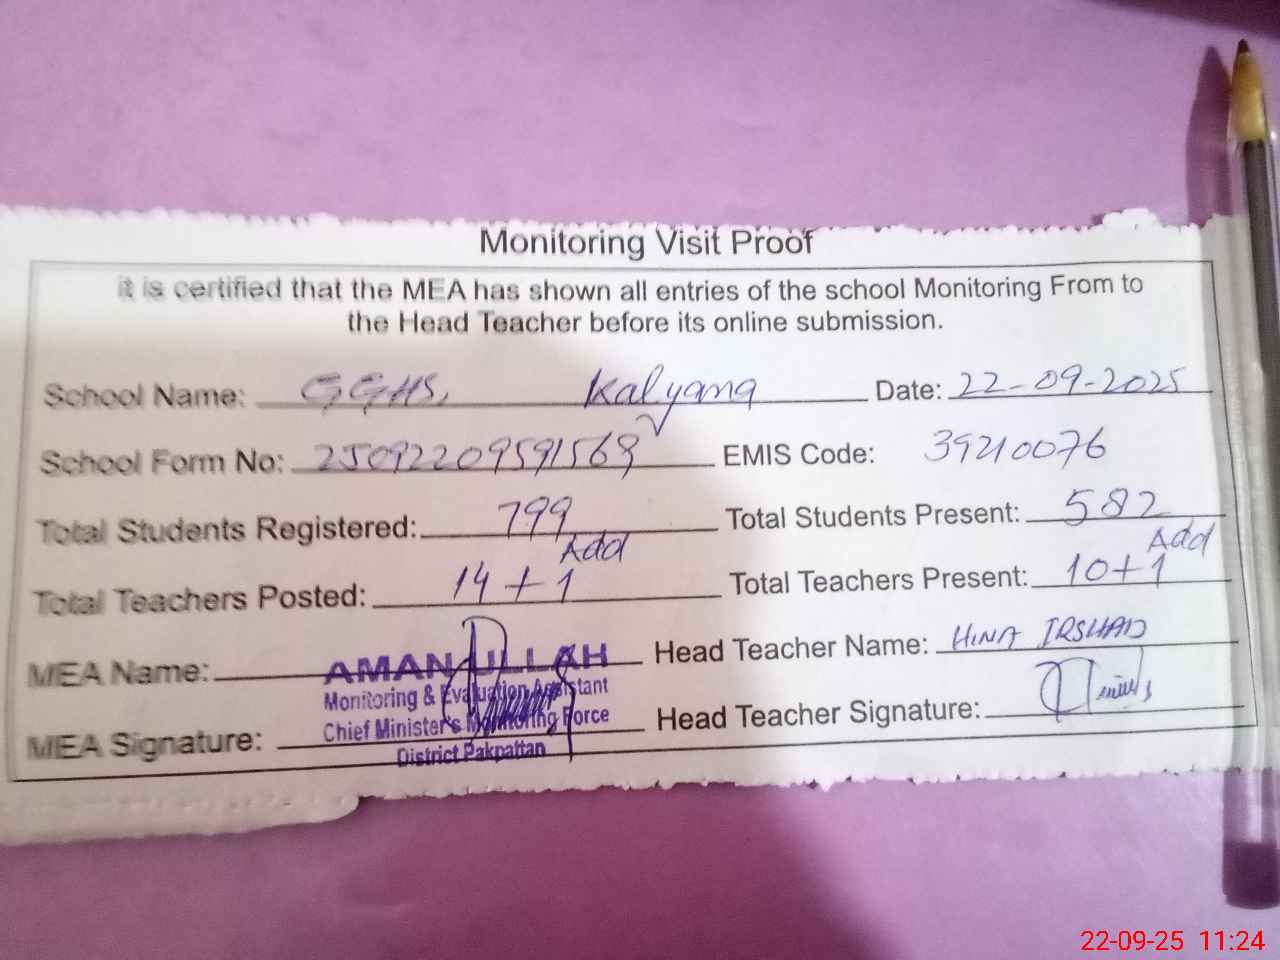 Monitoring Visit Proof
it is certified that the MEA has shown all entries of the school Monitoring From to
the Head Teacher before its online submission.
School Name: GGHS, Kalyana Date: 22-09-2025
School Form No: 25092209591568 EMIS Code: 39210076
Total Students Registered: 799 Total Students Present: 582
Total Teachers Posted: 14 + 1 Add Total Teachers Present: 10+1 Add
MEA Name: AMAN ULLAH Head Teacher Name: HINA IRSHAD
Monitoring & Evaluation Assistant
MEA Signature: Chief Minister's Monitoring Force Head Teacher Signature:
District Pakpattan
22-09-25 11:24